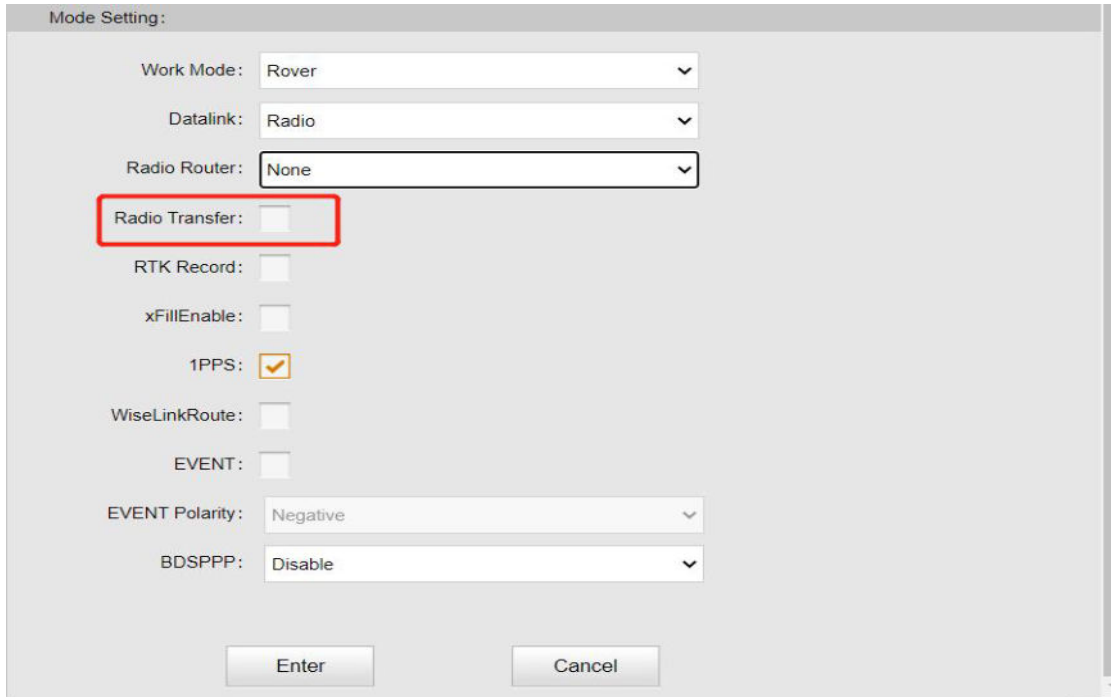 Mode Setting:
Work Mode: Rover
Datalink: Radio
Radio Router: None
Radio Transfer:
RTK Record:
xFillEnable:
1PPS:
WiseLinkRoute:
EVENT:
EVENT Polarity: Negative
BDSPPP: Disable
Enter Cancel